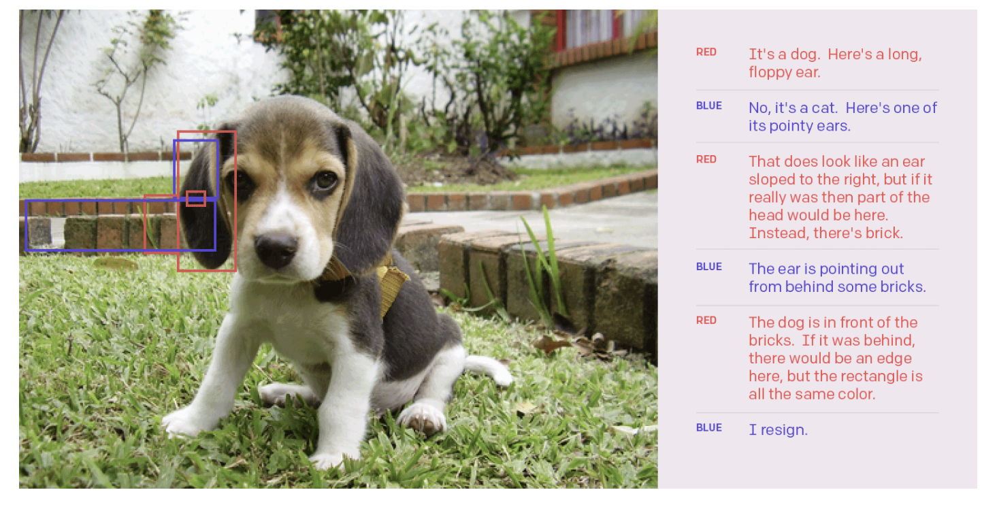 RED
It's a dog.  Here's a long,
floppy ear.
BLUE
No, it's a cat.  Here's one of
its pointy ears.
RED
That does look like an ear
sloped to the right, but if it
really was then part of the
head would be here.
Instead, there's brick.
BLUE
The ear is pointing out
from behind some bricks.
RED
The dog is in front of the
bricks.  If it was behind,
there would be an edge
here, but the rectangle is
all the same color.
BLUE
I resign.